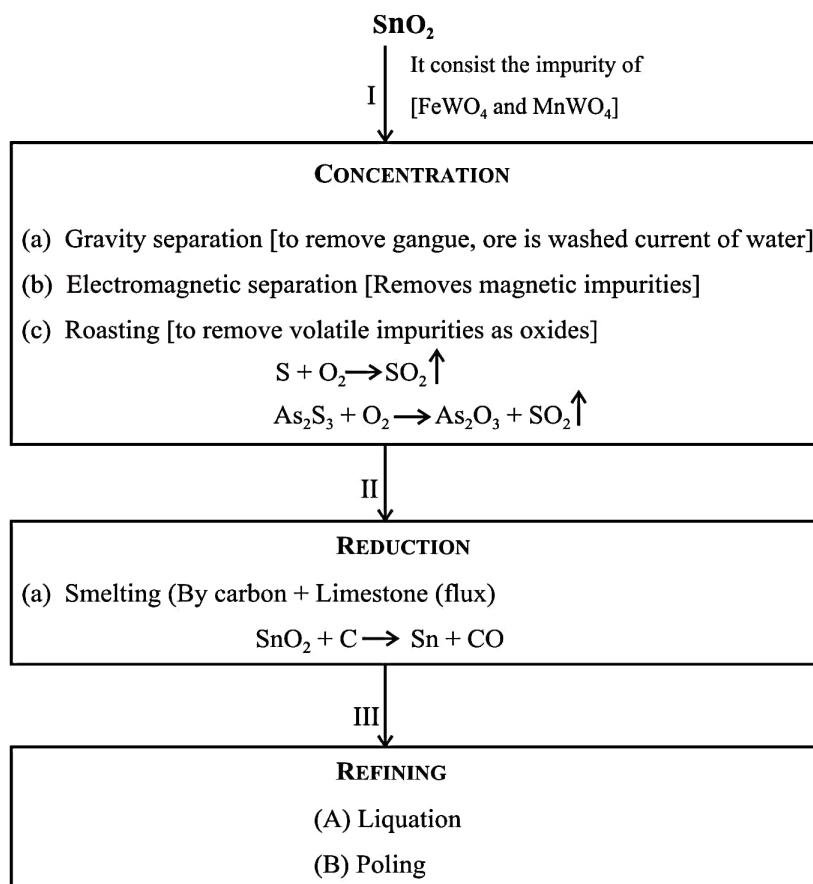 SnO₂
It consist the impurity of
I
[FeWO₄ and MnWO₄]
CONCENTRATION
(a) Gravity separation [to remove gangue, ore is washed current of water]
(b) Electromagnetic separation [Removes magnetic impurities]
(c) Roasting [to remove volatile impurities as oxides]
S + O₂→SO₂↑
As₂S₃ + O₂→As₂O₃ + SO₂↑
II
REDUCTION
(a) Smelting (By carbon + Limestone (flux)
SnO₂ + C→ Sn + CO
III
REFINING
(A) Liquation
(B) Poling